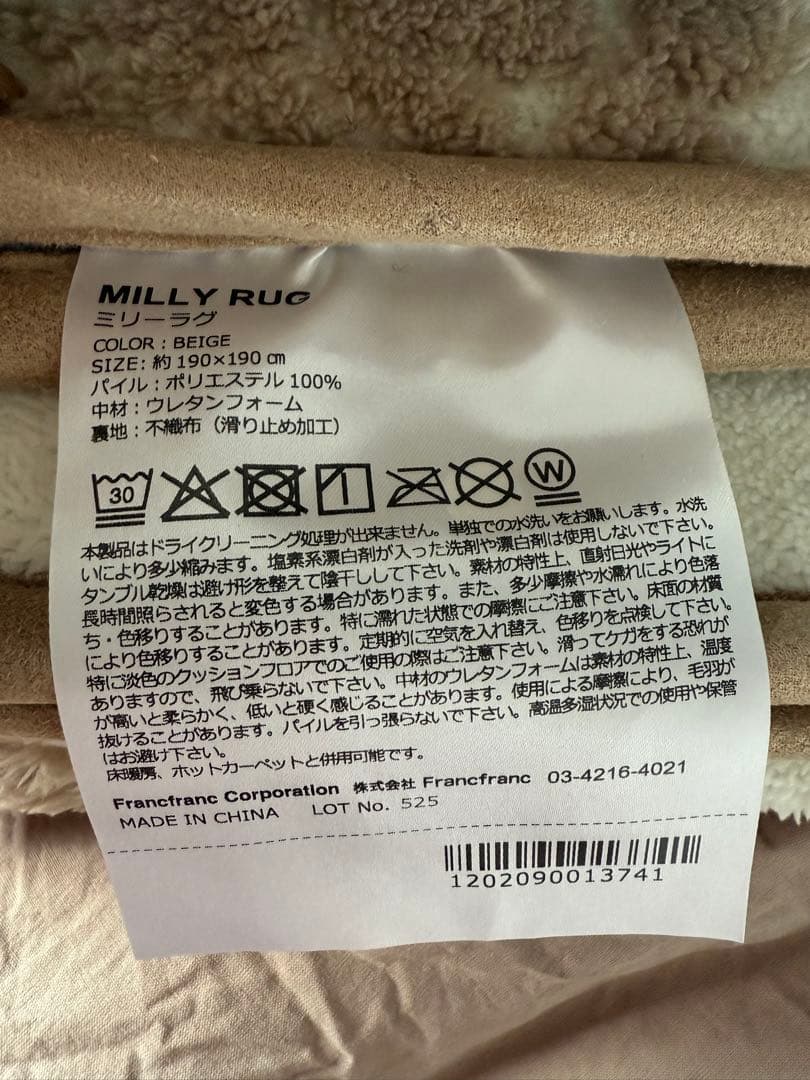 MILLY RUG
ミリーラグ
COLOR : BEIGE
SIZE: 約 190×190 ㎝
パイル : ポリエステル 100%
中材 : ウレタンフォーム
裏地 : 不織布（滑り止め加工）
30 W
本製品はドライクリーニング処理が出来ません。単独での水洗いをお願いします。水洗
いにより多少縮みます。塩素系漂白剤が入った洗剤や漂白剤は使用しないで下さい。
タンブル乾燥は避け形を整えて陰干しして下さい。素材の特性上、直射日光やライトに
長時間照らされると変色する場合があります。また、多少摩擦や水濡れにより色落
ち・色移りすることがあります。特に濡れた状態での摩擦にご注意下さい。床面の材質
により色移りすることがあります。定期的に空気を入れ替え、色移りを点検して下さい。
特に淡色のクッションフロアでのご使用の際はご注意下さい。滑ってケガをする恐れが
ありますので、飛び乗らないで下さい。中材のウレタンフォームは素材の特性上、温度
が高いと柔らかく、低いと硬く感じることがあります。使用による摩擦により、毛羽が
抜けることがあります。パイルを引っ張らないで下さい。高温多湿状況での使用や保管
はお避け下さい。
床暖房、ホットカーペットと併用可能です。
Francfranc Corporation 株式会社 Francfranc 03-4216-4021
MADE IN CHINA LOT No. 525
1202090013741